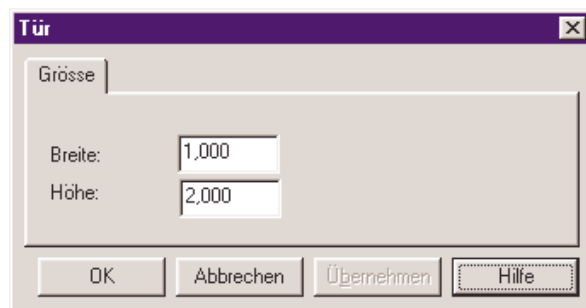 Tür
Grösse
Breite: 1,000
Höhe: 2,000
OK Abbrechen Übernehmen Hilfe